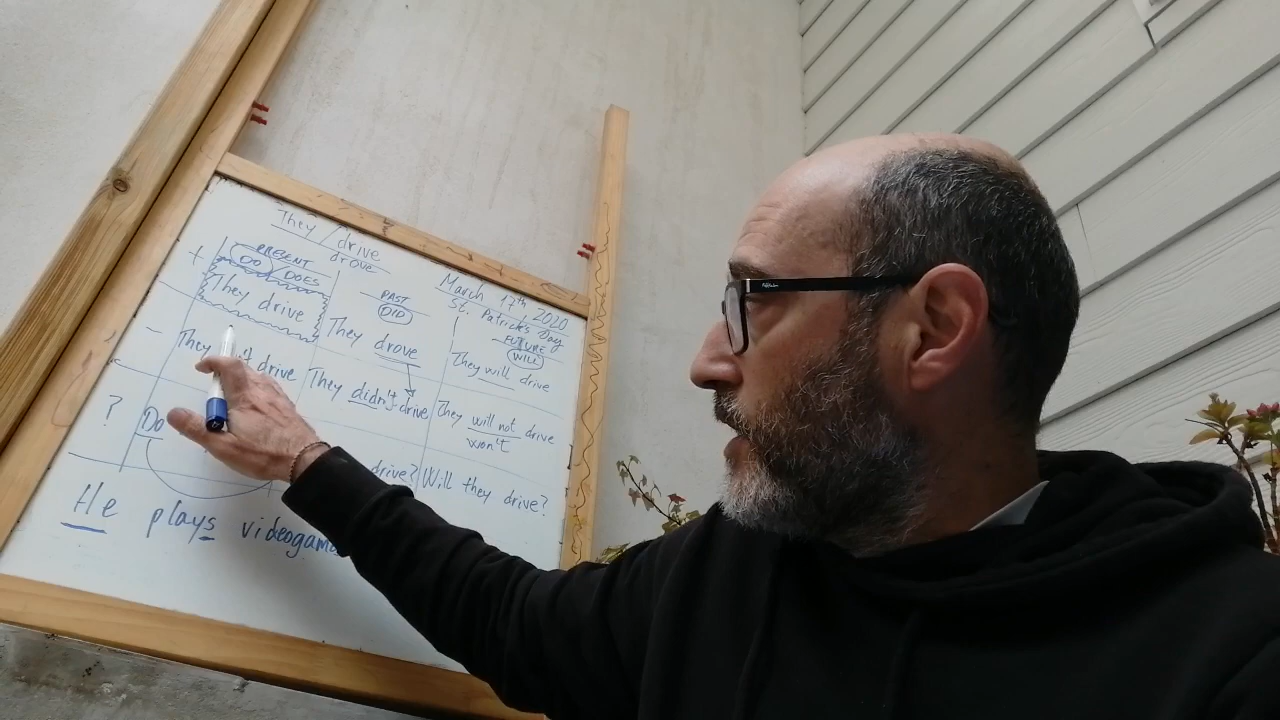 They / drive
drove
March 17th, 2020
St. Patrick's Day
+ PRESENT PAST FUTURE
DO DOES DID WILL
They drive They drove They will drive
- They drive They didn't drive They will not drive
won't
? Do drive? Will they drive?
He plays videogame